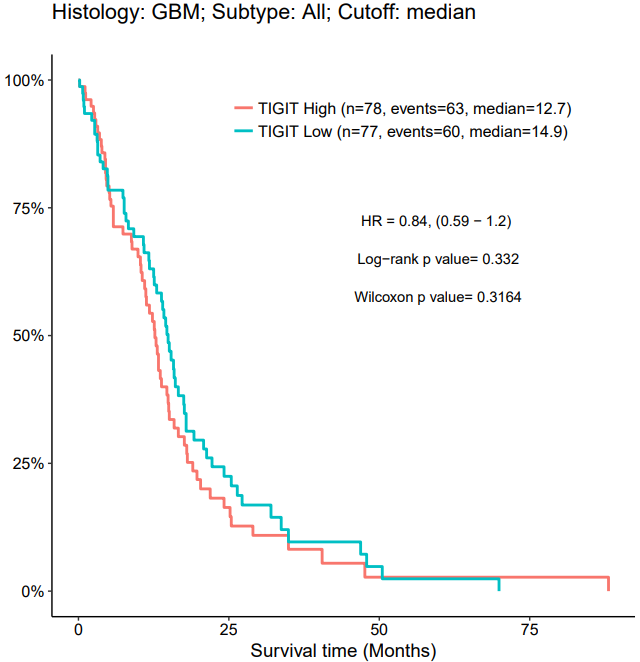 Histology: GBM; Subtype: All; Cutoff: median
100%
TIGIT High (n=78, events=63, median=12.7)
TIGIT Low (n=77, events=60, median=14.9)
75%
HR = 0.84, (0.59 − 1.2)
Log−rank p value= 0.332
Wilcoxon p value= 0.3164
50%
25%
0%
0 25 50 75
Survival time (Months)